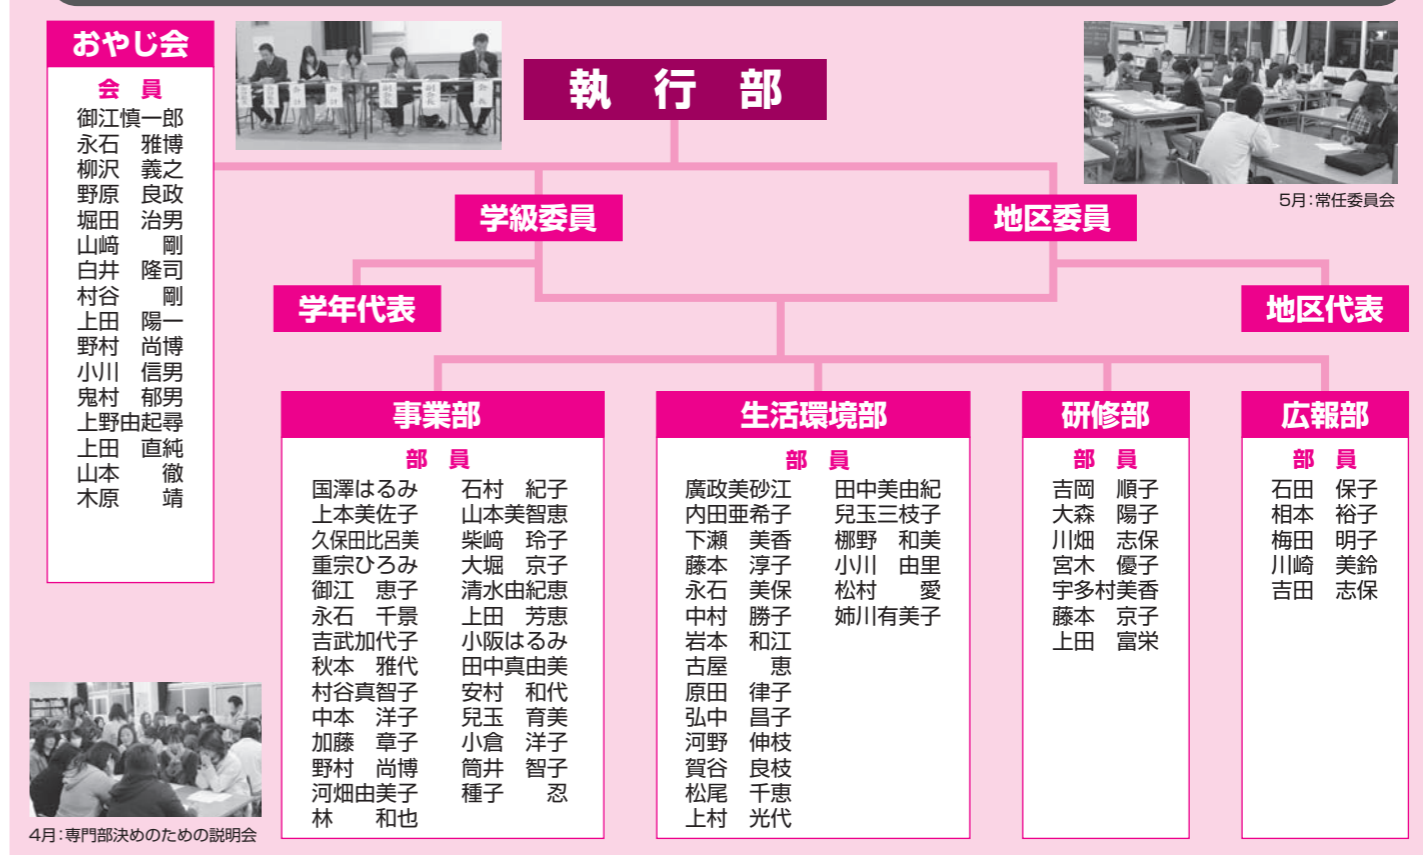 おやじ会
会　員
御江慎一郎
永石　雅博
柳沢　義之
野原　良政
堀田　治男
山﨑　　剛
白井　隆司
村谷　　剛
上田　陽一
野村　尚博
小川　信男
鬼村　郁男
上野由起尋
上田　直純
山本　　徹
木原　　靖
執　行　部
5月：常任委員会
学級委員
地区委員
学年代表
地区代表
事業部
部　員
国澤はるみ　石村　紀子
上本美佐子　山本美智恵
久保田比呂美　柴﨑　玲子
重宗ひろみ　大堀　京子
御江　恵子　清水由紀恵
永石　千景　上田　芳恵
吉武加代子　小阪はるみ
秋本　雅代　田中真由美
村谷真智子　安村　和代
中本　洋子　兒玉　育美
加藤　章子　小倉　洋子
野村　尚博　筒井　智子
河畑由美子　種子　　忍
林　　和也
生活環境部
部　員
廣政美砂江　田中美由紀
内田亜希子　兒玉三枝子
下瀬　美香　梛野　和美
藤本　淳子　小川　由里
永石　美保　松村　　愛
中村　勝子　姉川有美子
岩本　和江
古屋　　恵
原田　律子
弘中　昌子
河野　伸枝
賀谷　良枝
松尾　千恵
上村　光代
研修部
部　員
吉岡　順子
大森　陽子
川畑　志保
宮木　優子
宇多村美香
藤本　京子
上田　富栄
広報部
部　員
石田　保子
相本　裕子
梅田　明子
川崎　美鈴
吉田　志保
4月：専門部決めのための説明会